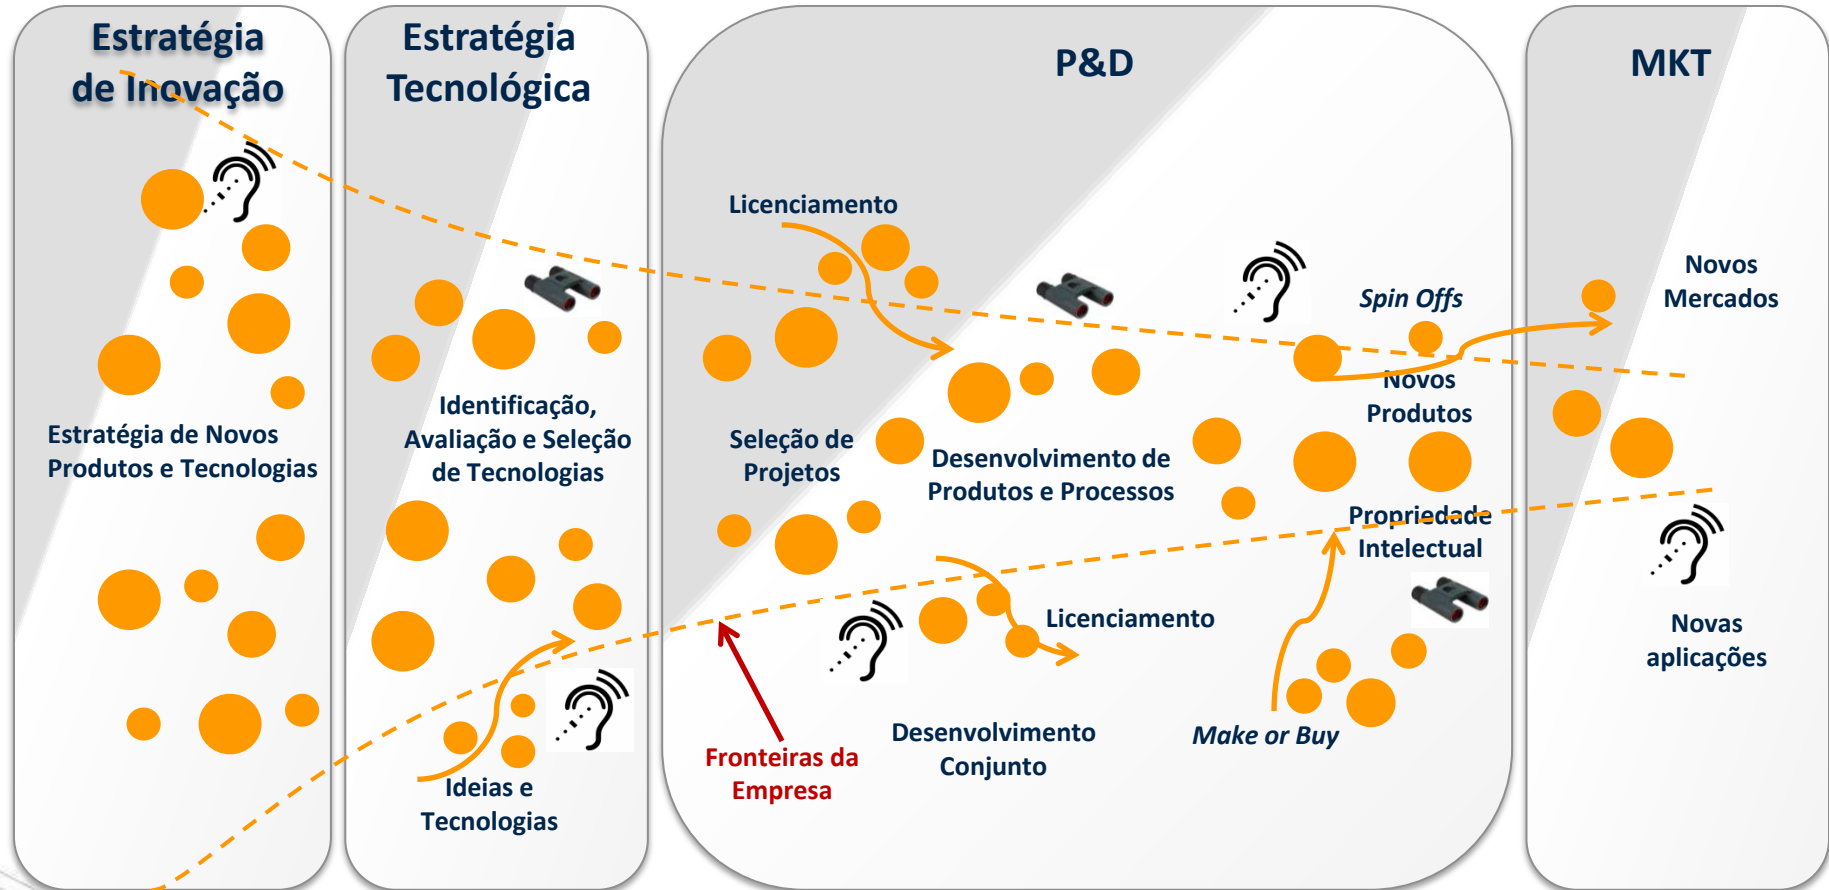 Estratégia
de Inovação
Estratégia de Novos
Produtos e Tecnologias
Estratégia
Tecnológica
Identificação,
Avaliação e Seleção
de Tecnologias
Ideias e
Tecnologias
P&D
Licenciamento
Seleção de
Projetos
Desenvolvimento de
Produtos e Processos
Spin Offs
Novos
Produtos
Propriedade
Intelectual
Licenciamento
Desenvolvimento
Conjunto
Make or Buy
Fronteiras da
Empresa
MKT
Novos
Mercados
Novas
aplicações